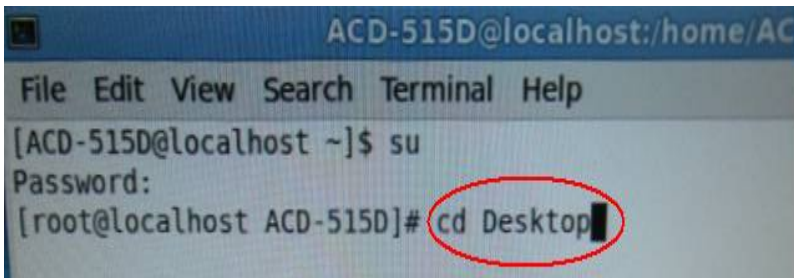 ACD-515D@localhost:/home/AC
File Edit View Search Terminal Help
[ACD-515D@localhost ~]$ su
Password:
[root@localhost ACD-515D]# cd Desktop